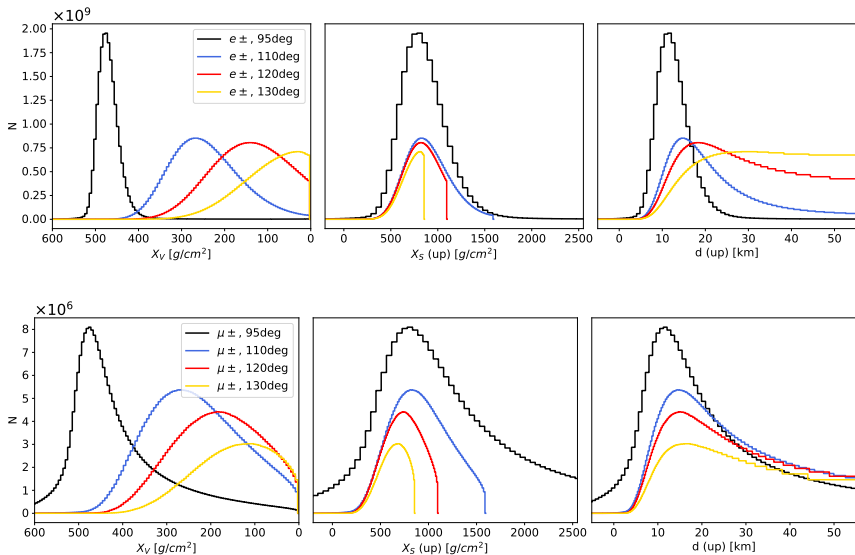 ×10⁹
2.00
1.75
1.50
1.25
1.00
0.75
0.50
0.25
0.00
N
e±, 95deg
e±, 110deg
e±, 120deg
e±, 130deg
600 500 400 300 200 100 0
X_V [g/cm²]
0 500 1000 1500 2000 2500
X_S (up) [g/cm²]
0 10 20 30 40 50
d (up) [km]
×10⁶
8
7
6
5
4
3
2
1
0
N
μ±, 95deg
μ±, 110deg
μ±, 120deg
μ±, 130deg
600 500 400 300 200 100 0
X_V [g/cm²]
0 500 1000 1500 2000 2500
X_S (up) [g/cm²]
0 10 20 30 40 50
d (up) [km]